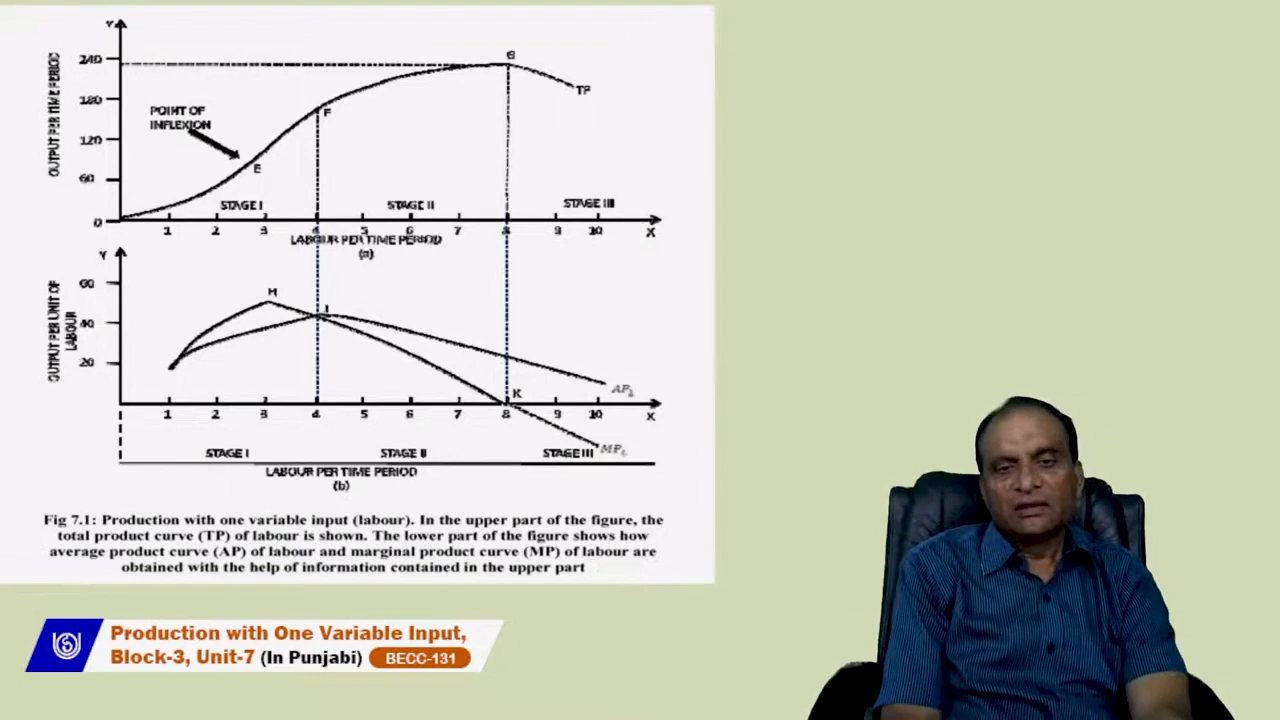 Y
OUTPUT PER TIME PERIOD
240
180
120
60
0
POINT OF
INFLEXION
E
F
G
TP
STAGE I
STAGE II
STAGE III
1 2 3 4 5 6 7 8 9 10 X
LABOUR PER TIME PERIOD
(a)
Y
OUTPUT PER UNIT OF
LABOUR
60
40
20
H
K
AP
MP
1 2 3 4 5 6 7 8 9 10 X
STAGE I
STAGE II
STAGE III
LABOUR PER TIME PERIOD
(b)
Fig 7.1: Production with one variable input (labour). In the upper part of the figure, the
total product curve (TP) of labour is shown. The lower part of the figure shows how
average product curve (AP) of labour and marginal product curve (MP) of labour are
obtained with the help of information contained in the upper part
Production with One Variable Input,
Block-3, Unit-7 (In Punjabi) BECC-131